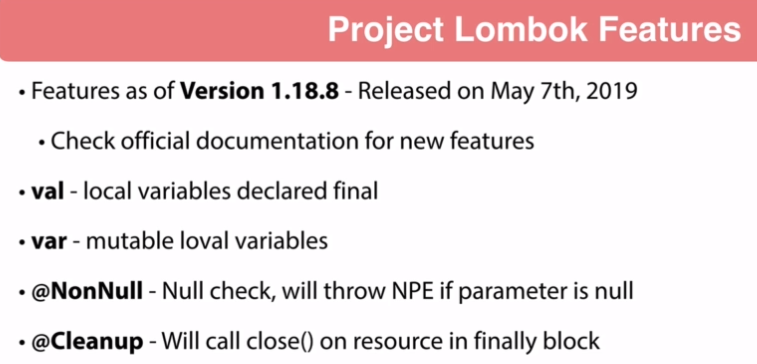 Project Lombok Features
• Features as of Version 1.18.8 - Released on May 7th, 2019
• Check official documentation for new features
• val - local variables declared final
• var - mutable loval variables
• @NonNull - Null check, will throw NPE if parameter is null
• @Cleanup - Will call close() on resource in finally block